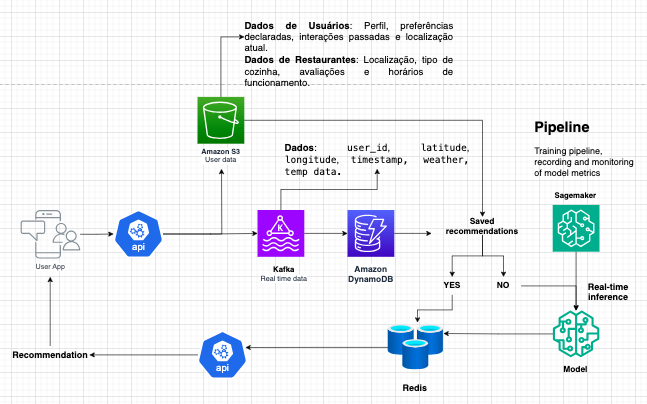 Dados de Usuários: Perfil, preferências
declaradas, interações passadas e localização
atual.
Dados de Restaurantes: Localização, tipo de
cozinha, avaliações e horários de
funcionamento.
Amazon S3
User data
Dados: user_id, latitude,
longitude, timestamp, weather,
temp data.
Pipeline
Training pipeline,
recording and monitoring
of model metrics
Sagemaker
User App
api
K
Kafka
Real time data
Amazon
DynamoDB
Saved
recommendations
YES
NO
Real-time
inference
Model
Redis
api
Recommendation